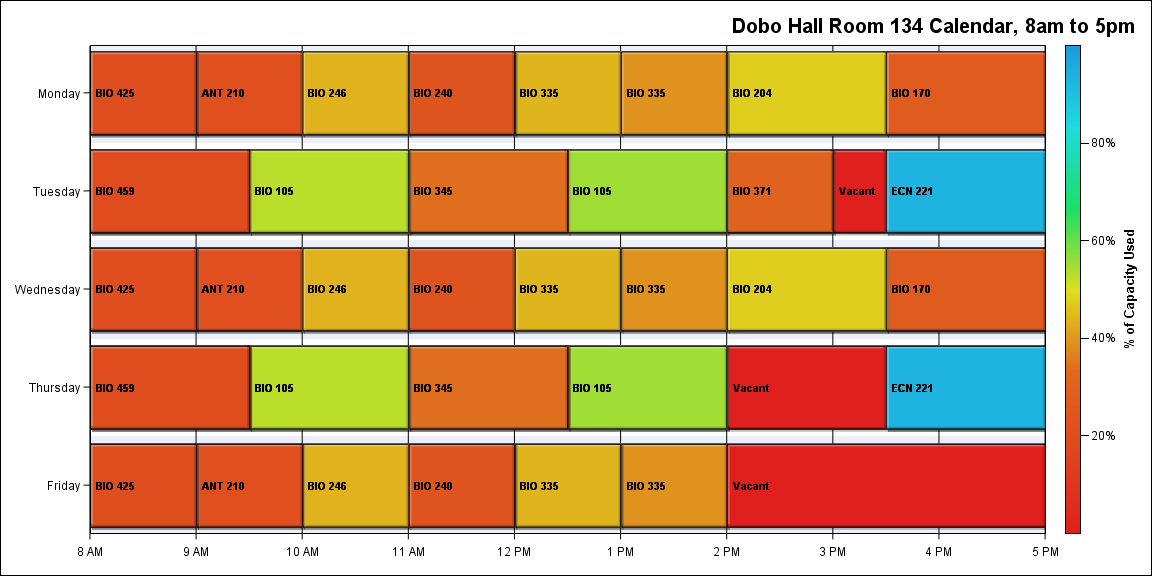 Dobo Hall Room 134 Calendar, 8am to 5pm
Monday
BIO 425
ANT 210
BIO 246
BIO 240
BIO 335
BIO 335
BIO 204
BIO 170
Tuesday
BIO 459
BIO 105
BIO 345
BIO 105
BIO 371
Vacant
ECN 221
Wednesday
BIO 425
ANT 210
BIO 246
BIO 240
BIO 335
BIO 335
BIO 204
BIO 170
Thursday
BIO 459
BIO 105
BIO 345
BIO 105
Vacant
ECN 221
Friday
BIO 425
ANT 210
BIO 246
BIO 240
BIO 335
BIO 335
Vacant
8 AM
9 AM
10 AM
11 AM
12 PM
1 PM
2 PM
3 PM
4 PM
5 PM
80%
60%
40%
20%
% of Capacity Used